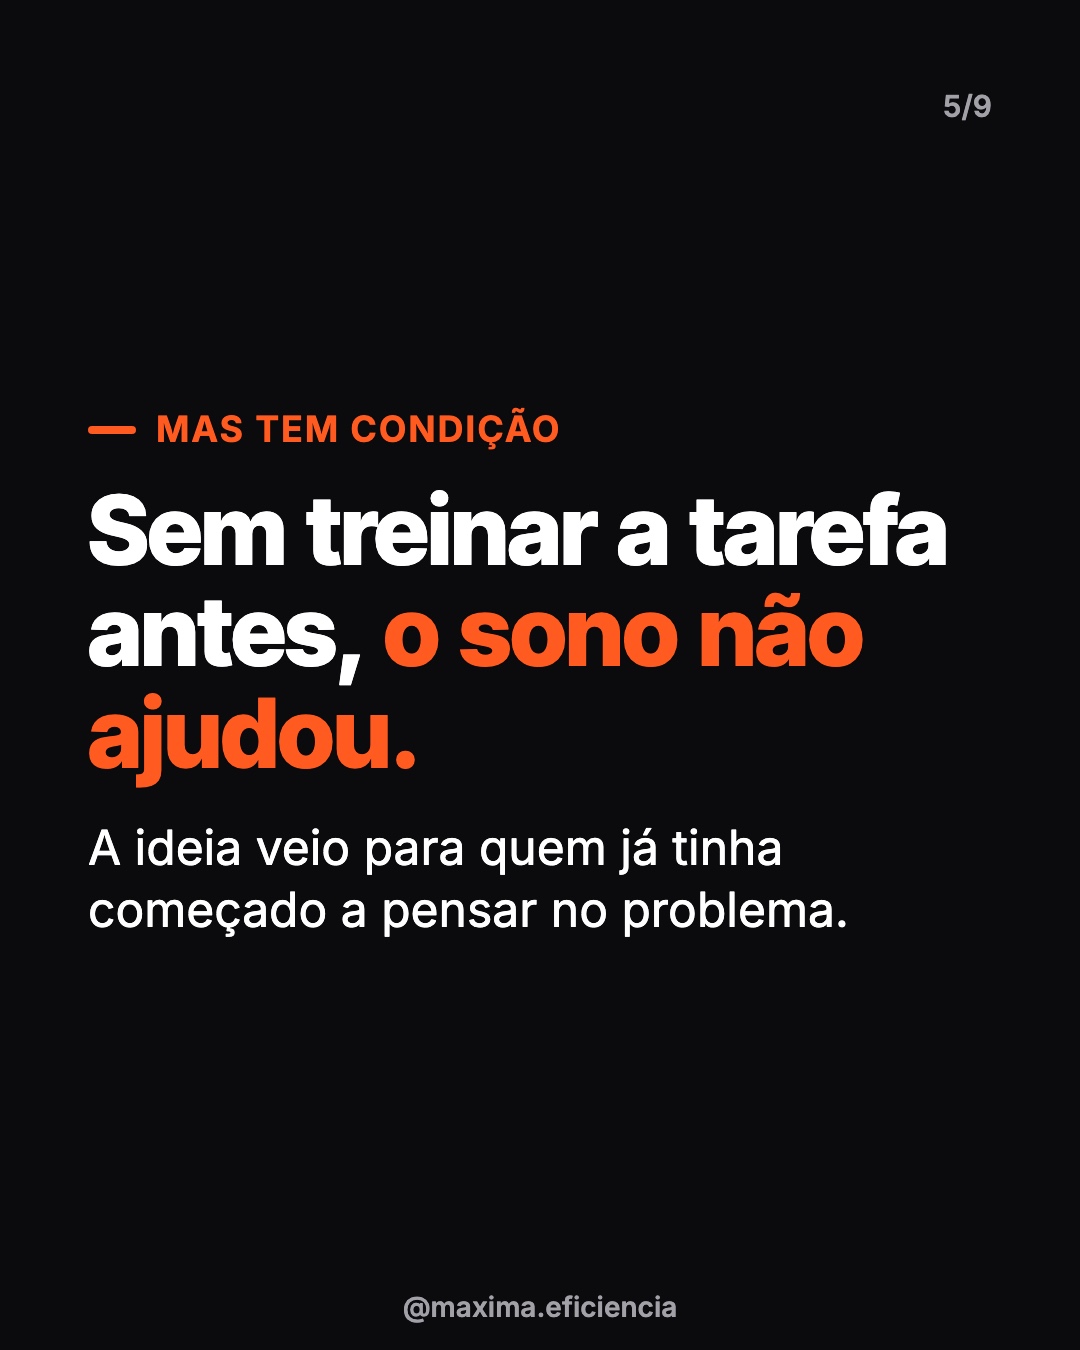 5/9
MAS TEM CONDIÇÃO
Sem treinar a tarefa
antes, o sono não
ajudou.
A ideia veio para quem já tinha
começado a pensar no problema.
@maxima.eficiencia